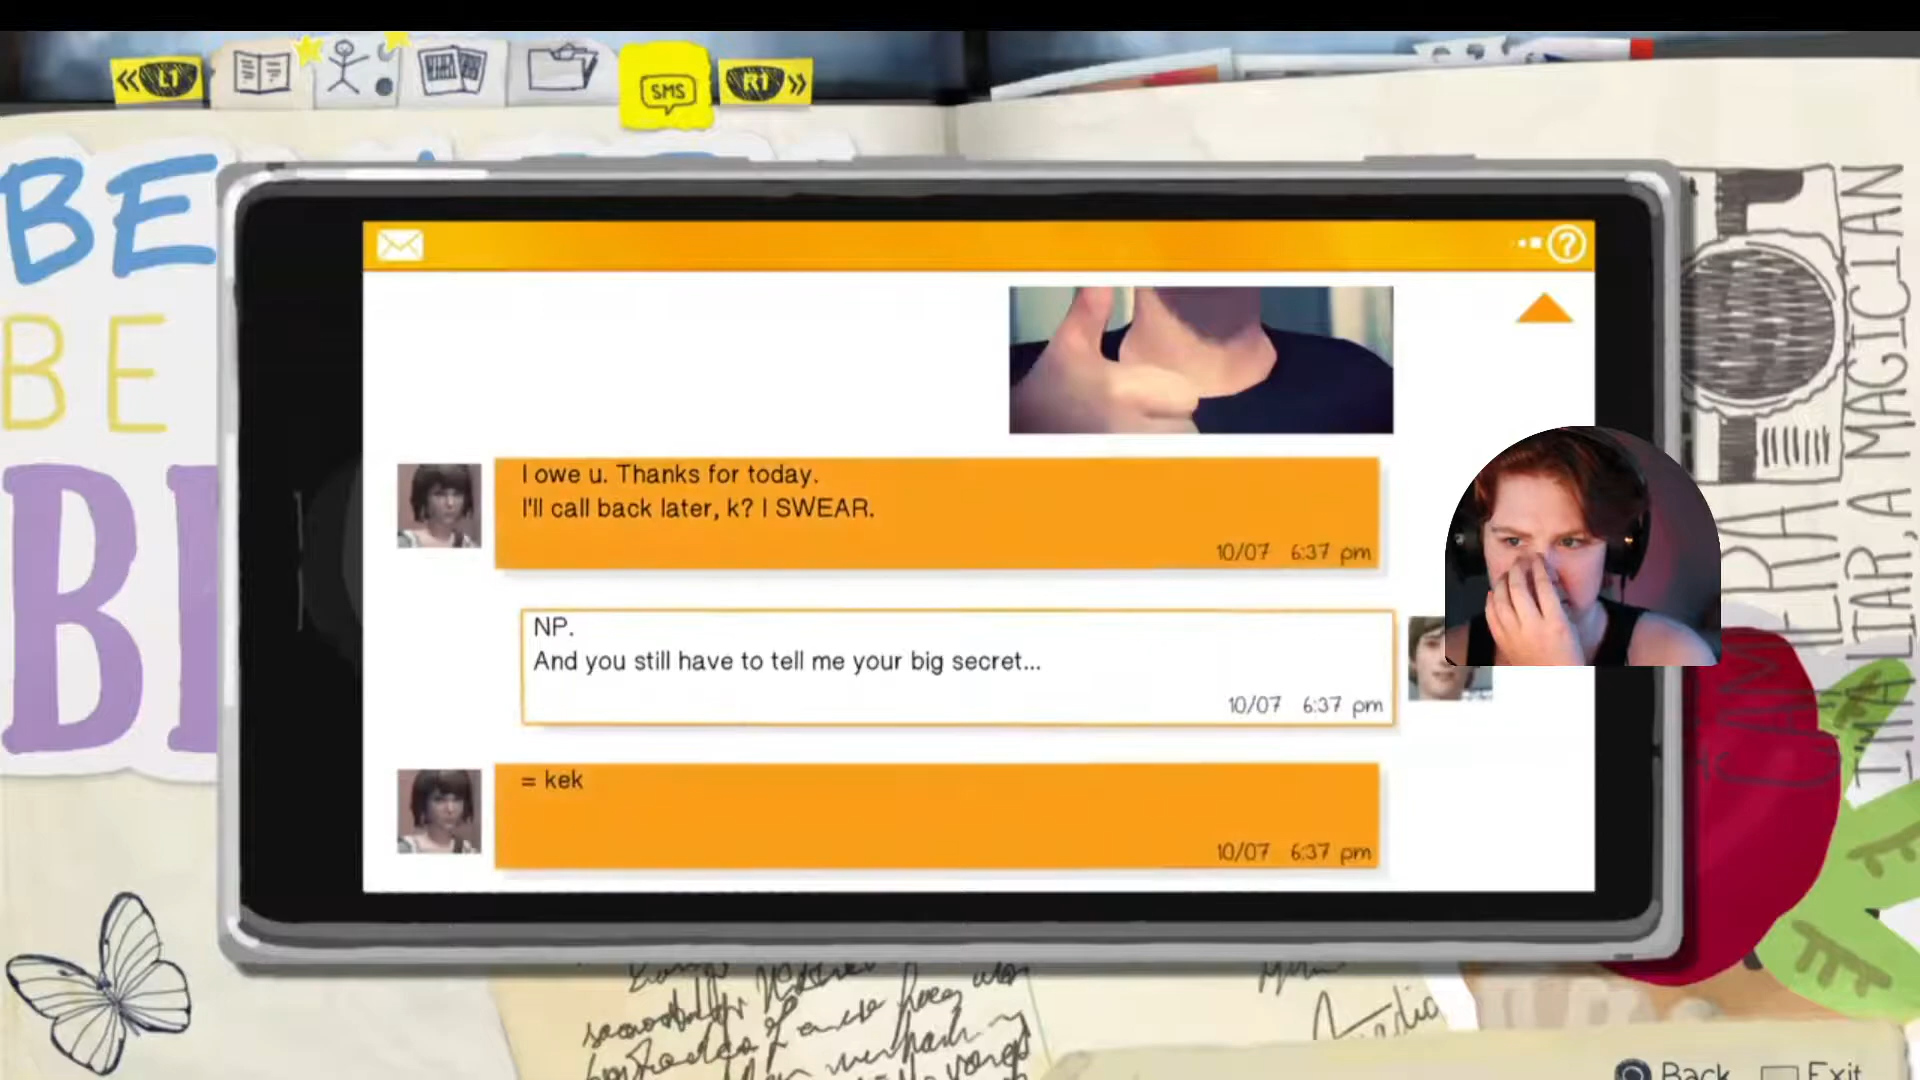 L1
SMS
R1
BE
BE
I owe u. Thanks for today.
I'll call back later, k? I SWEAR.
10/07 6:37 pm
NP.
And you still have to tell me your big secret...
10/07 6:37 pm
= kek
10/07 6:37 pm
A LIAR, A MAGICIAN
Back
Exit